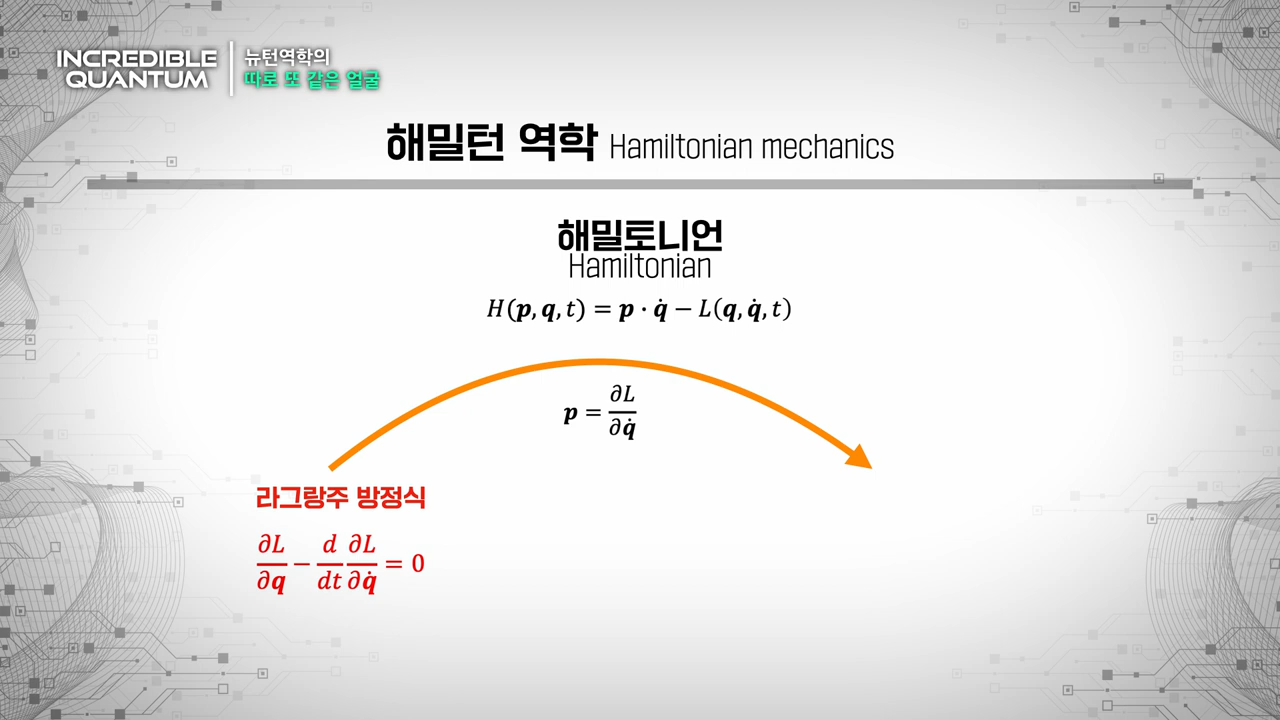 INCREDIBLE
QUANTUM
뉴턴역학의
따로 또 같은 얼굴
해밀턴 역학 Hamiltonian mechanics
해밀토니언
Hamiltonian
H(p, q, t) = p · q̇ − L(q, q̇, t)
p = ∂L/∂q̇
라그랑주 방정식
∂L/∂q − d/dt ∂L/∂q̇ = 0